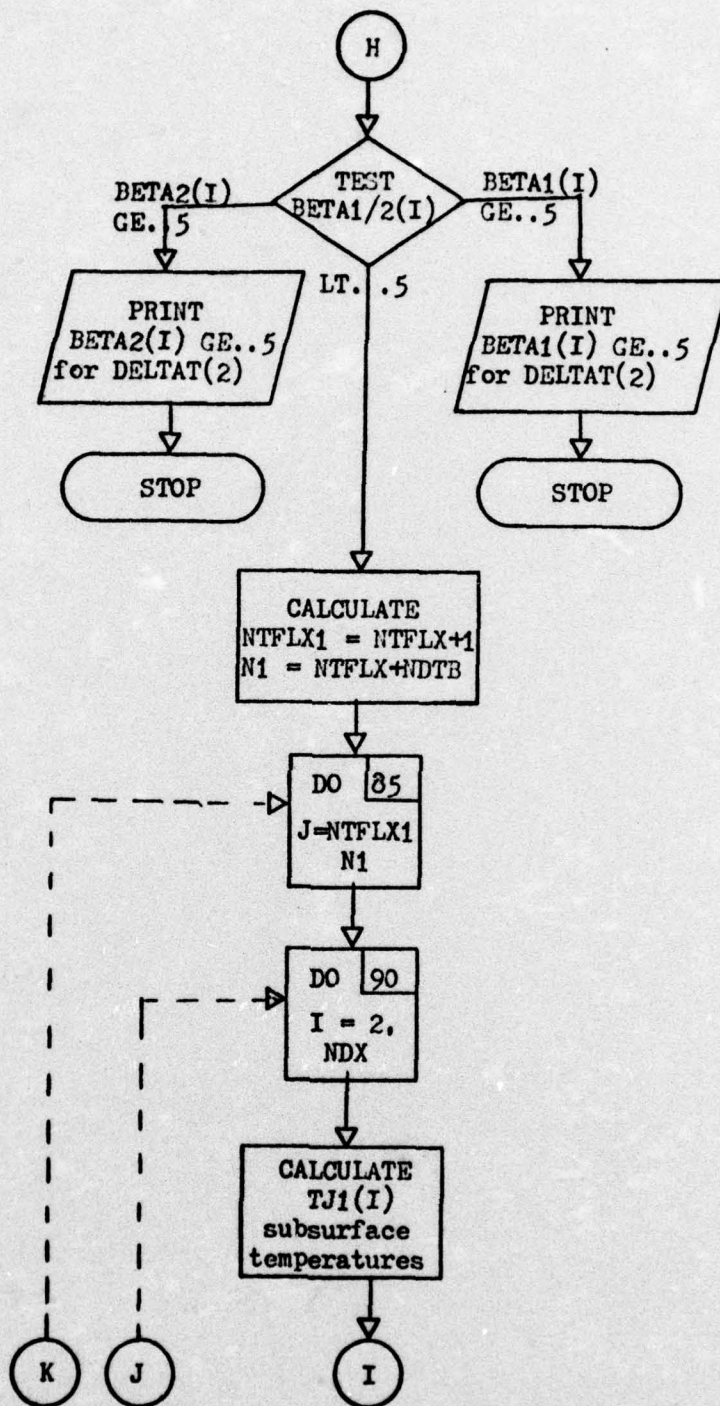 H
TEST
BETA1/2(I)
BETA2(I)
GE..5
BETA1(I)
GE..5
LT. .5
PRINT
BETA2(I) GE..5
for DELTAT(2)
PRINT
BETA1(I) GE..5
for DELTAT(2)
STOP
STOP
CALCULATE
NTFLX1 = NTFLX+1
N1 = NTFLX+NDTB
DO 85
J=NTFLX1
N1
DO 90
I = 2,
NDX
CALCULATE
TJ1(I)
subsurface
temperatures
K
J
I